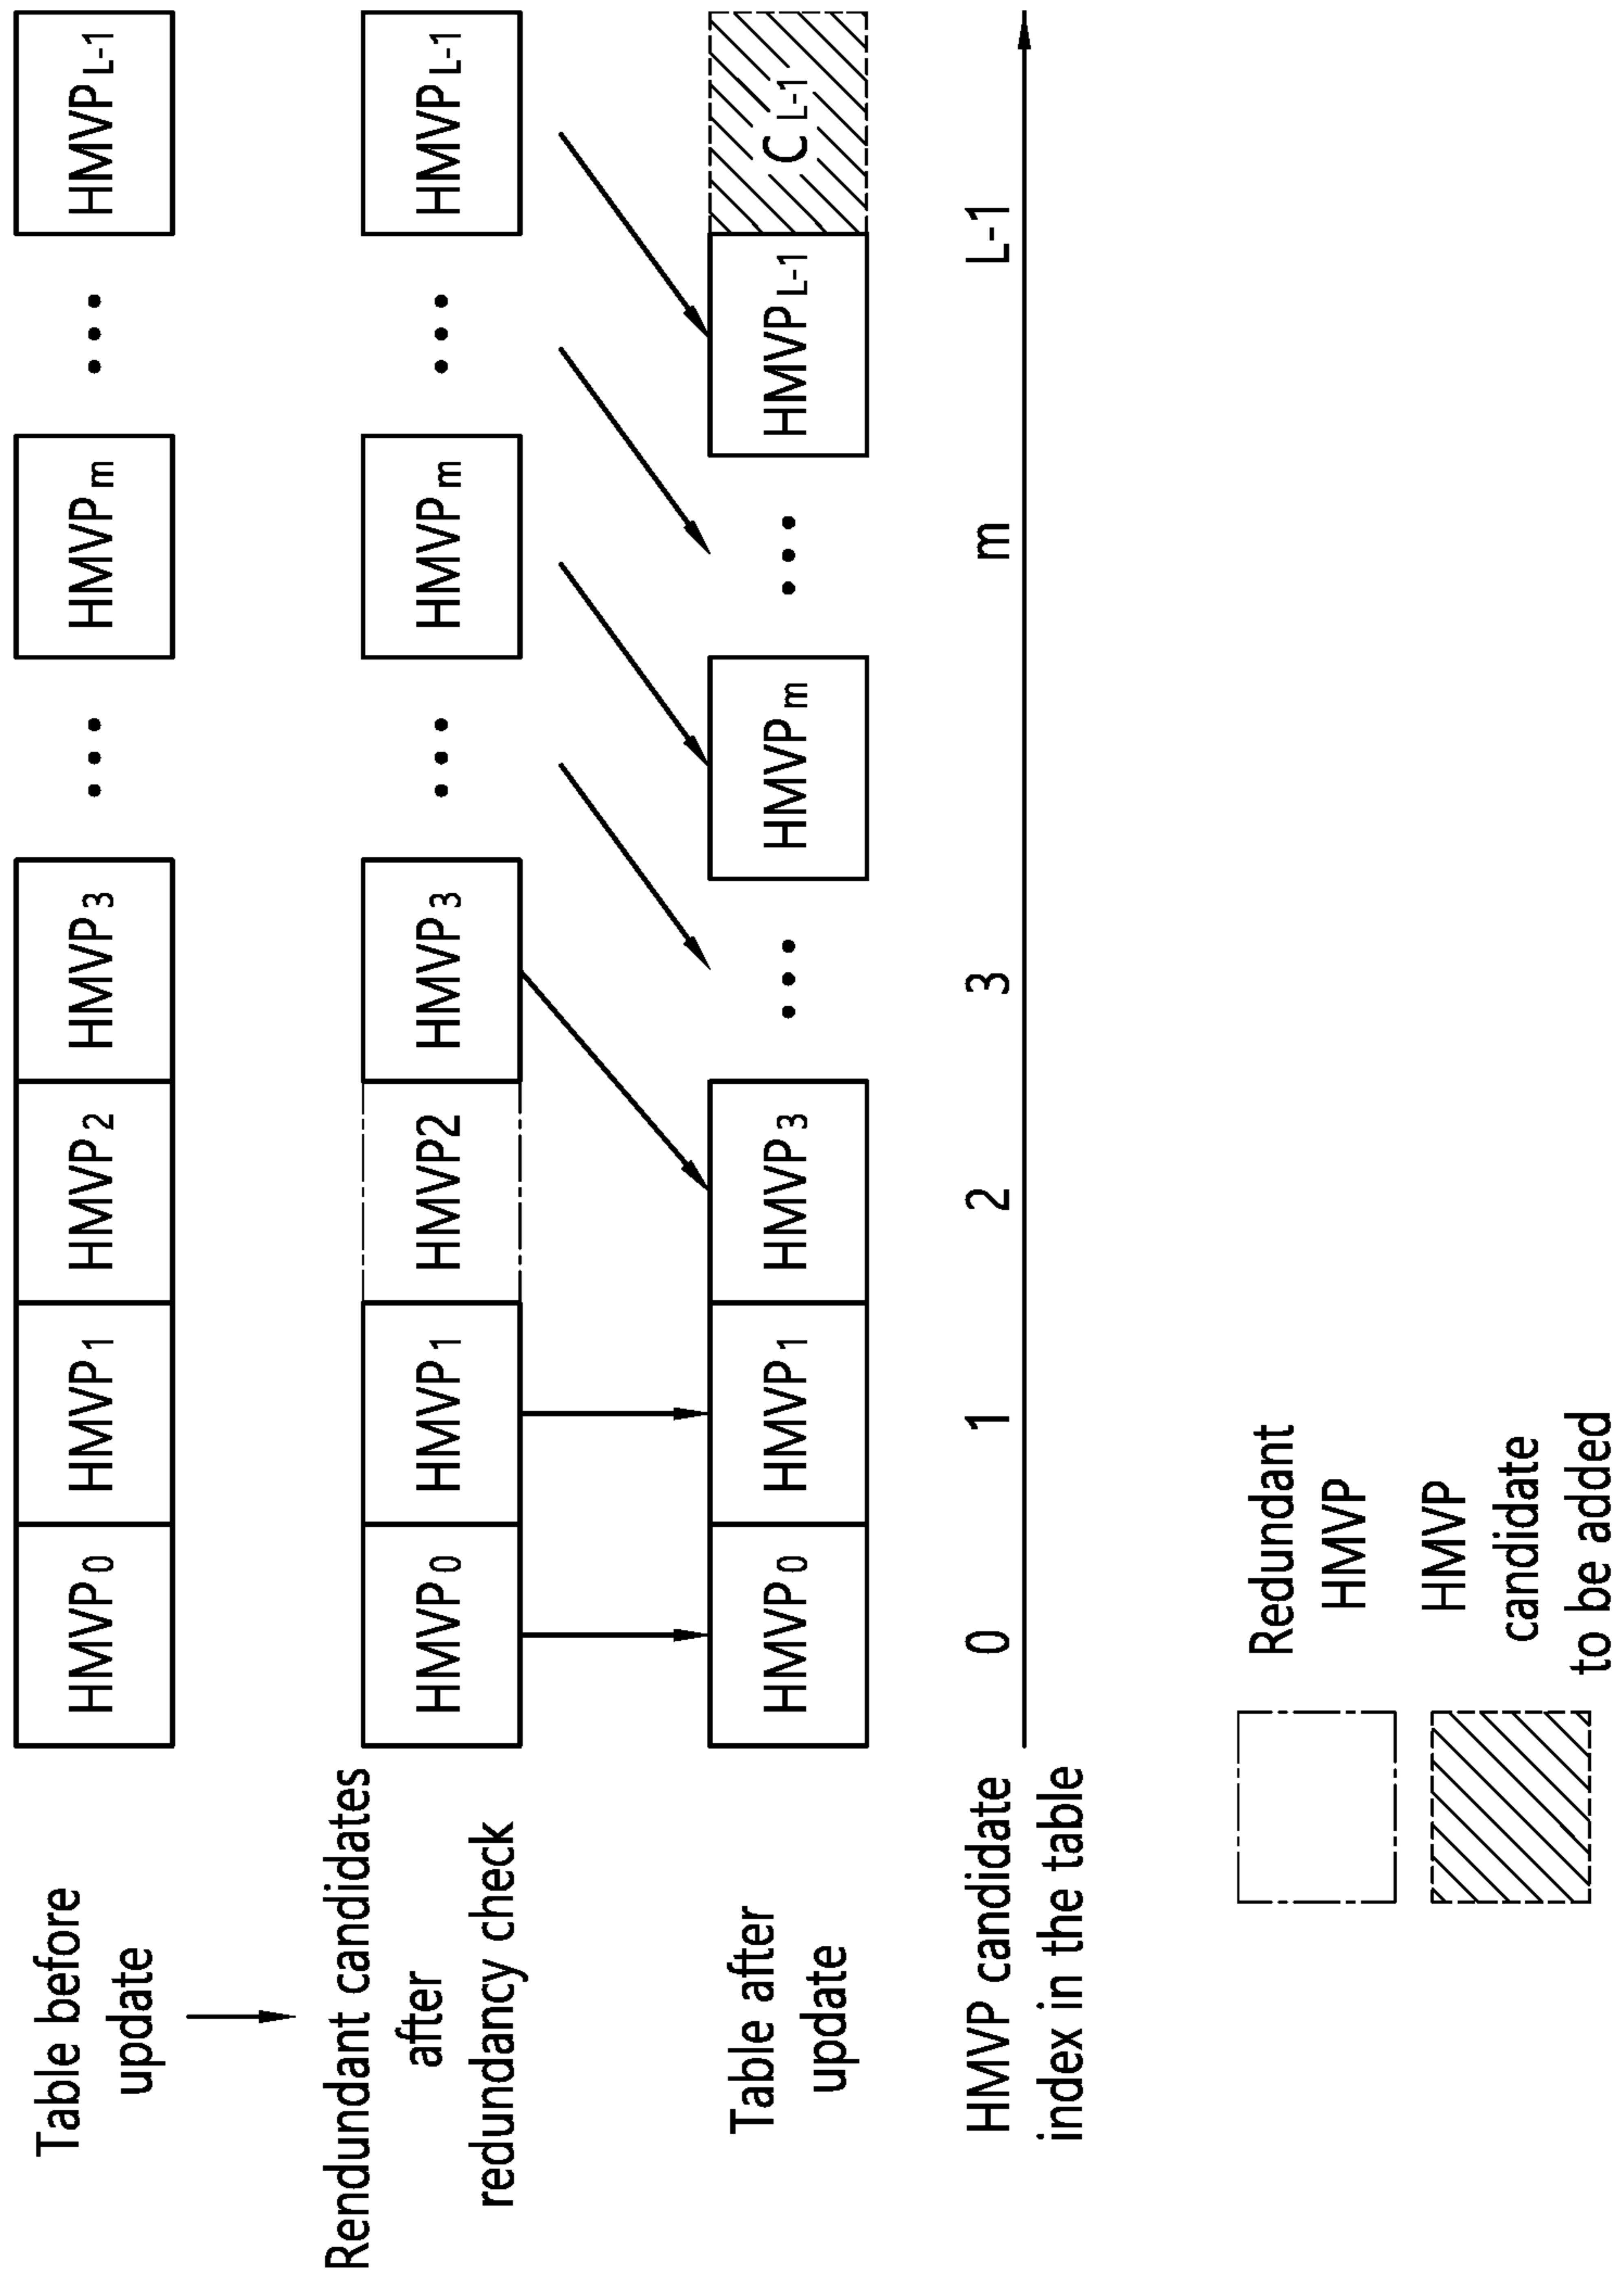 Table before
update
HMVP0 HMVP1 HMVP2 HMVP3 ... HMVPm ... HMVPL-1
Rendundant candidates
after
redundancy check
HMVP0 HMVP1 HMVP2 HMVP3 ... HMVPm ... HMVPL-1
Table after
update
HMVP0 HMVP1 HMVP3 ... HMVPm ... HMVPL-1 CL-1
HMVP candidate
index in the table
0 1 2 3 m L-1
Redundant
HMVP
HMVP
candidate
to be added